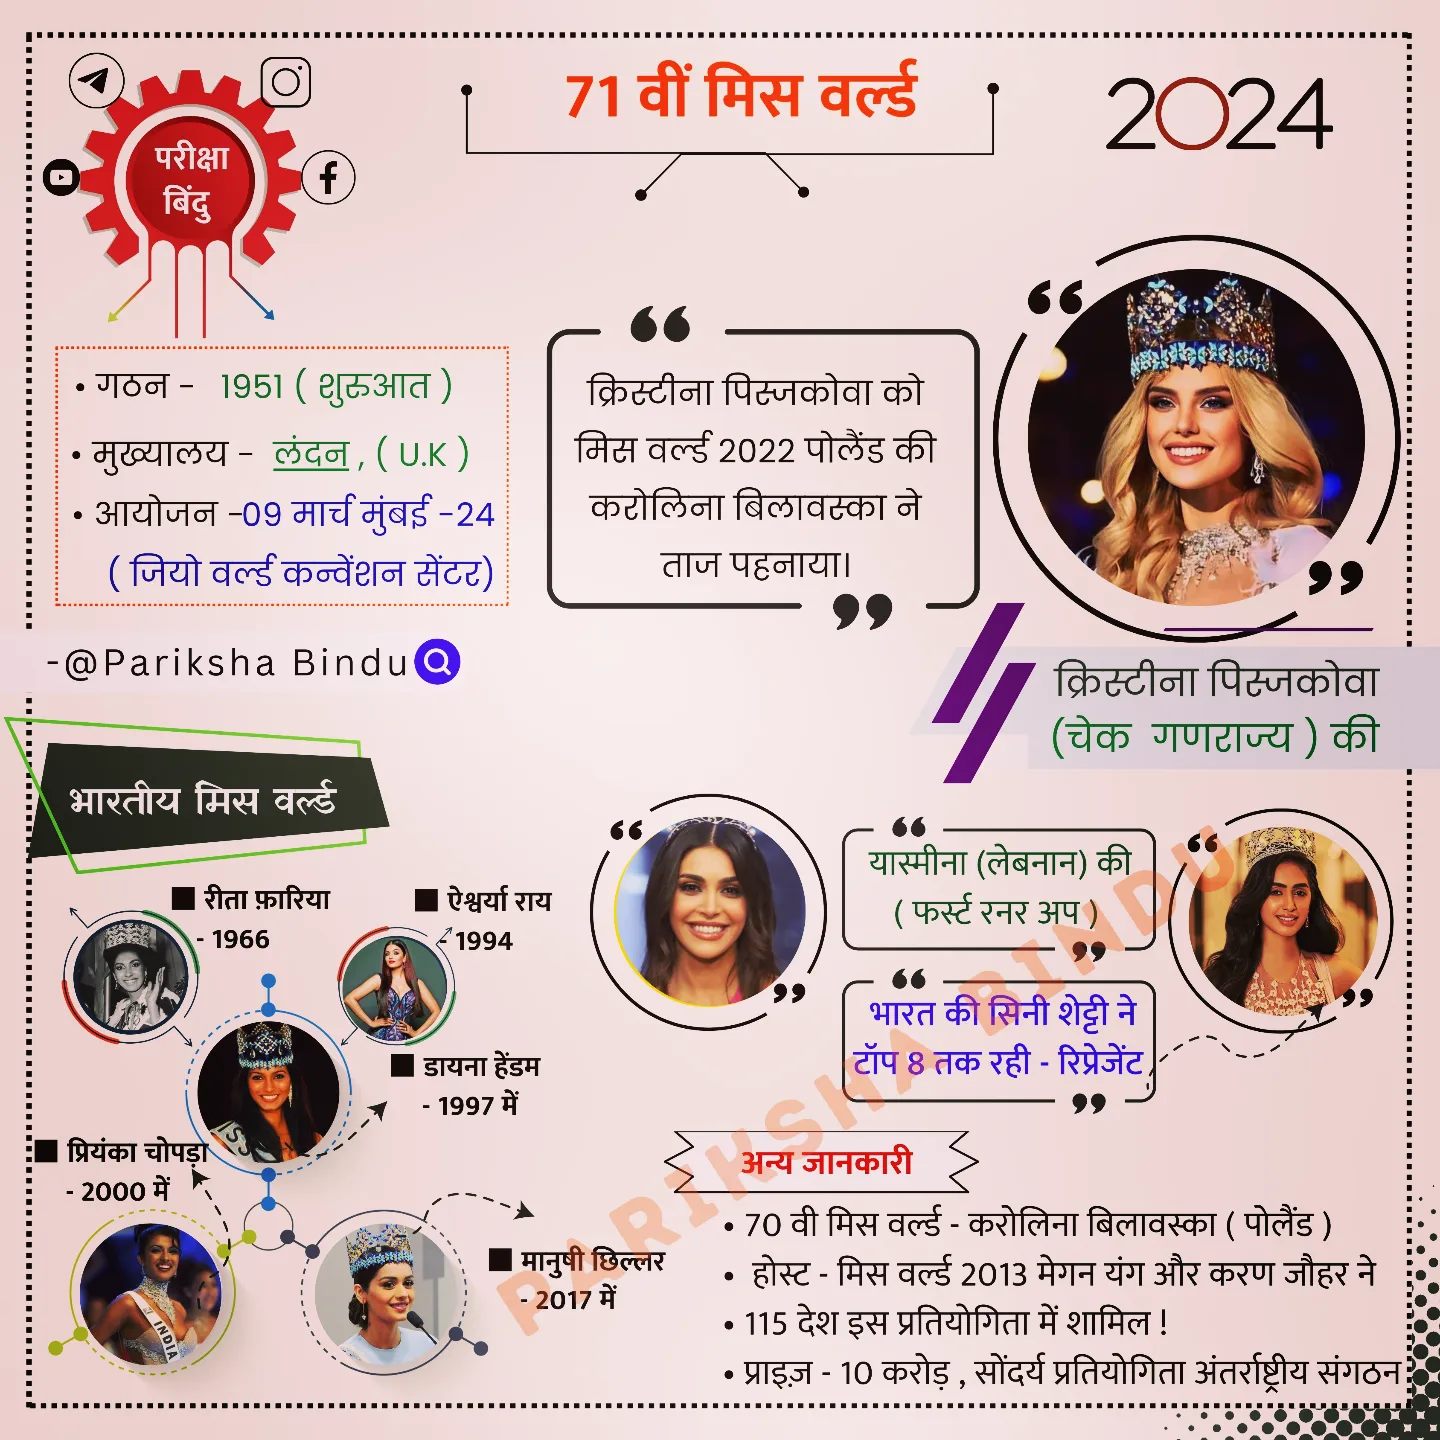 71 वीं मिस वर्ल्ड
2024
परीक्षा
बिंदु
• गठन - 1951 ( शुरुआत )
• मुख्यालय - लंदन , ( U.K )
• आयोजन -09 मार्च मुंबई -24
( जियो वर्ल्ड कन्वेंशन सेंटर)
क्रिस्टीना पिस्जकोवा को
मिस वर्ल्ड 2022 पोलैंड की
करोलिना बिलावस्का ने
ताज पहनाया।
-@Pariksha Bindu
क्रिस्टीना पिस्जकोवा
(चेक गणराज्य ) की
भारतीय मिस वर्ल्ड
■ रीता फ़ारिया
- 1966
■ ऐश्वर्या राय
- 1994
■ डायना हेंडम
- 1997 में
■ प्रियंका चोपड़ा
- 2000 में
■ मानुषी छिल्लर
- 2017 में
INDIA
यास्मीना (लेबनान) की
( फर्स्ट रनर अप )
भारत की सिनी शेट्टी ने
टॉप 8 तक रही - रिप्रेजेंट
अन्य जानकारी
• 70 वी मिस वर्ल्ड - करोलिना बिलावस्का ( पोलैंड )
• होस्ट - मिस वर्ल्ड 2013 मेगन यंग और करण जौहर ने
• 115 देश इस प्रतियोगिता में शामिल !
• प्राइज़ - 10 करोड़ , सोंदर्य प्रतियोगिता अंतर्राष्ट्रीय संगठन
PARIKSHA BINDU